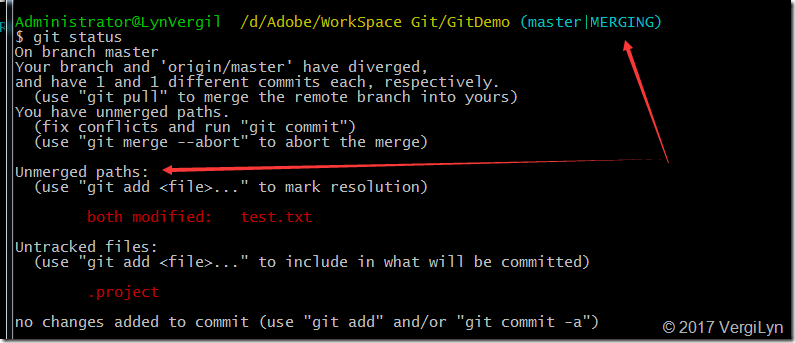 Administrator@LynVergil /d/Adobe/WorkSpace Git/GitDemo (master|MERGING)
$ git status
On branch master
Your branch and 'origin/master' have diverged,
and have 1 and 1 different commits each, respectively.
  (use "git pull" to merge the remote branch into yours)
You have unmerged paths.
  (fix conflicts and run "git commit")
  (use "git merge --abort" to abort the merge)
Unmerged paths:
  (use "git add <file>..." to mark resolution)
        both modified:   test.txt
Untracked files:
  (use "git add <file>..." to include in what will be committed)
        .project
no changes added to commit (use "git add" and/or "git commit -a")
© 2017 VergiLyn